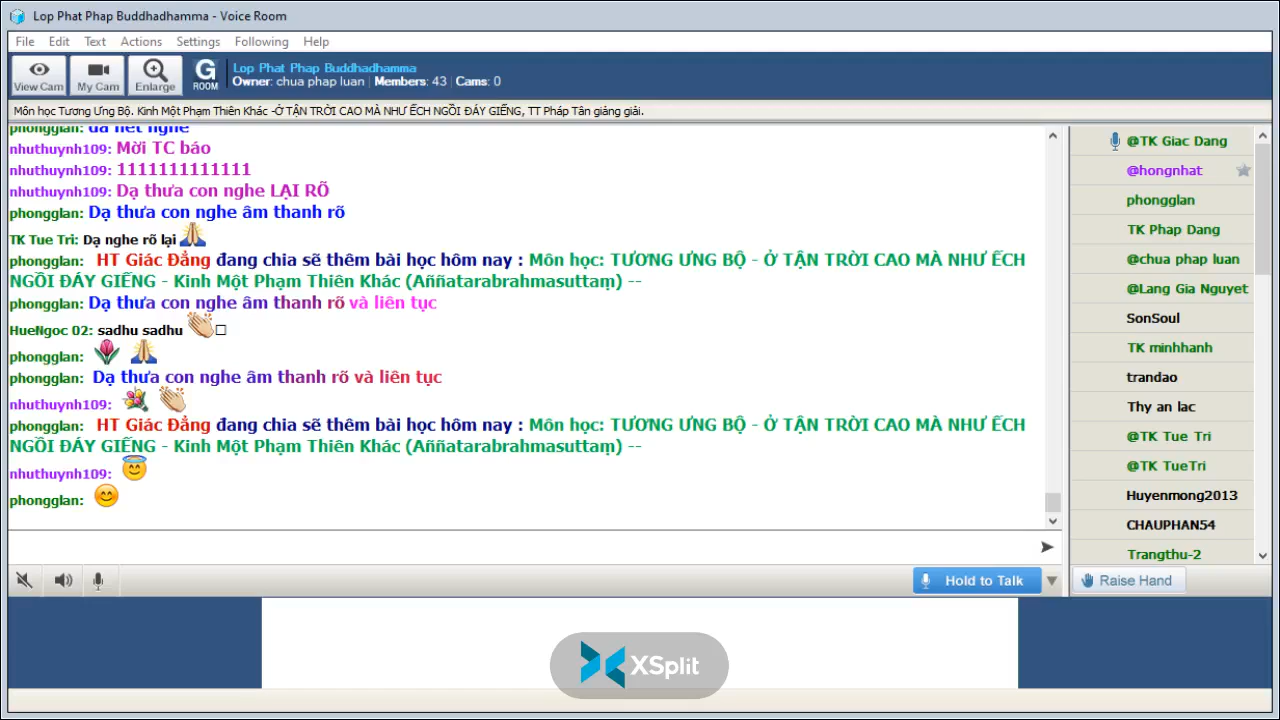 Lop Phat Phap Buddhadhamma - Voice Room
File Edit Text Actions Settings Following Help
View Cam My Cam Enlarge G ROOM
Lop Phat Phap Buddhadhamma
Owner: chua phap luan | Members: 43 | Cams: 0
Môn học Tương Ưng Bộ. Kinh Một Phạm Thiên Khác -Ở TẬN TRỜI CAO MÀ NHƯ ẾCH NGỒI ĐÁY GIẾNG, TT Pháp Tân giảng giải.
phongglan: da net nghe
nhuthuynh109: Mời TC báo
nhuthuynh109: 1111111111111
nhuthuynh109: Dạ thưa con nghe LẠI RÕ
phongglan: Dạ thưa con nghe âm thanh rõ
TK Tue Tri: Dạ nghe rõ lại
phongglan: HT Giác Đẳng đang chia sẽ thêm bài học hôm nay : Môn học: TƯƠNG ƯNG BỘ - Ở TẬN TRỜI CAO MÀ NHƯ ẾCH
NGỒI ĐÁY GIẾNG - Kinh Một Phạm Thiên Khác (Aññatarabrahmasuttaṃ) --
phongglan: Dạ thưa con nghe âm thanh rõ và liên tục
HueNgoc 02: sadhu sadhu
phongglan:
phongglan: Dạ thưa con nghe âm thanh rõ và liên tục
nhuthuynh109:
phongglan: HT Giác Đẳng đang chia sẽ thêm bài học hôm nay : Môn học: TƯƠNG ƯNG BỘ - Ở TẬN TRỜI CAO MÀ NHƯ ẾCH
NGỒI ĐÁY GIẾNG - Kinh Một Phạm Thiên Khác (Aññatarabrahmasuttaṃ) --
nhuthuynh109:
phongglan:
@TK Giac Dang
@hongnhat
phongglan
TK Phap Dang
@chua phap luan
@Lang Gia Nguyet
SonSoul
TK minhhanh
trandao
Thy an lac
@TK Tue Tri
@TK TueTri
Huyenmong2013
CHAUPHAN54
Trangthu-2
Hold to Talk
Raise Hand
XSplit